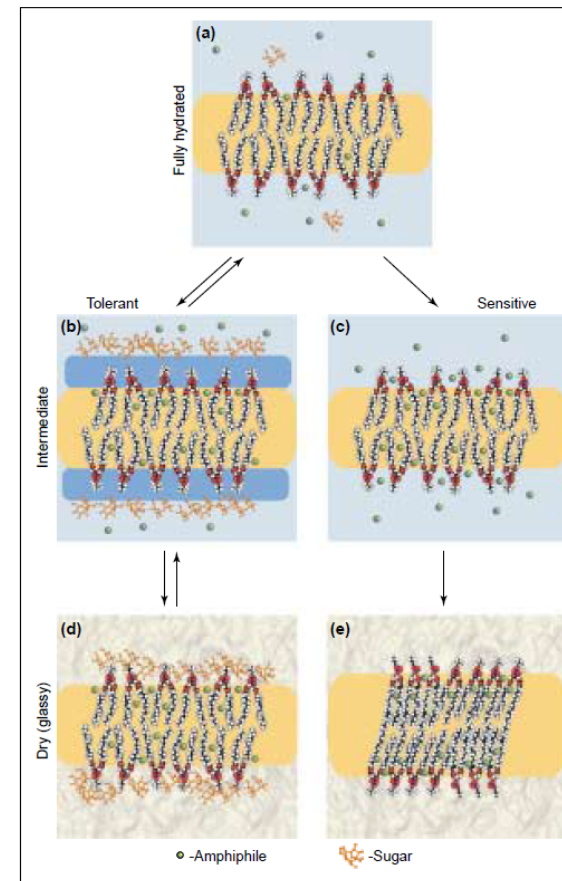 (a)
Fully hydrated
Tolerant
Sensitive
(b)
(c)
Intermediate
(d)
(e)
Dry (glassy)
-Amphiphile
-Sugar